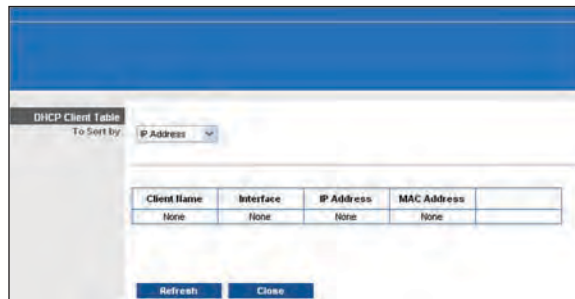 DHCP Client Table
To Sort by
IP Address
Client Name Interface IP Address MAC Address
None None None None
Refresh Close